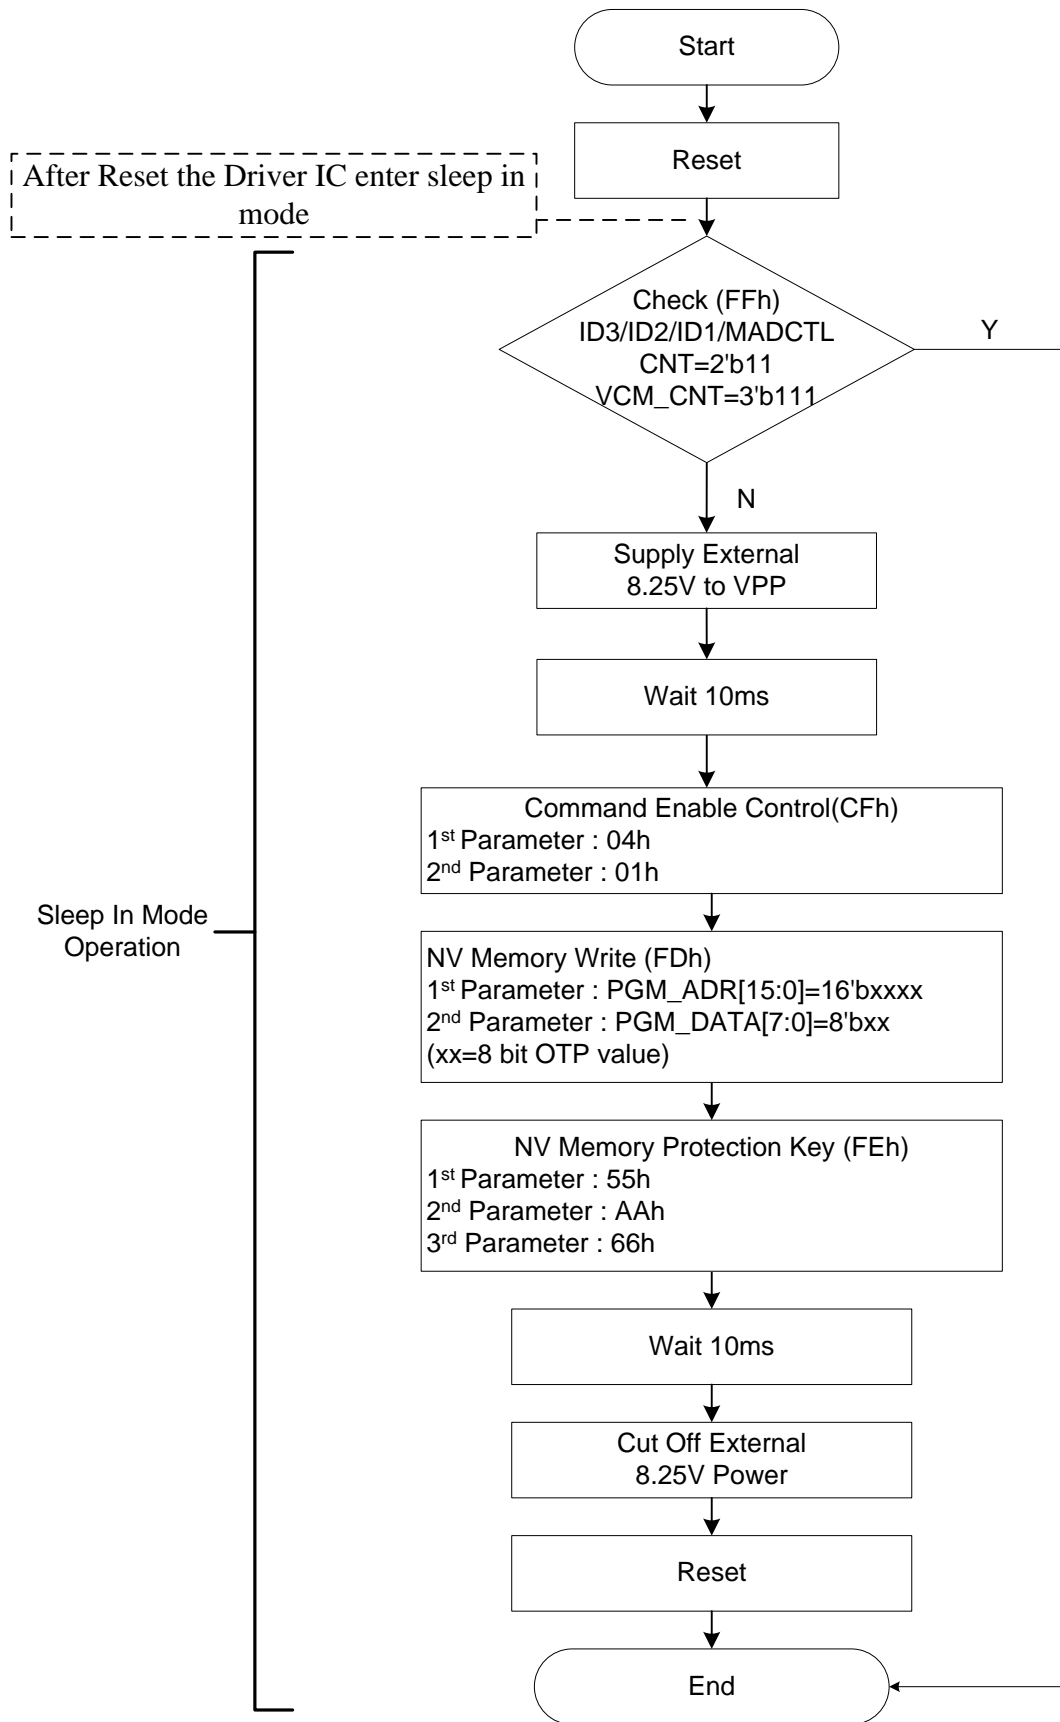 Start
Reset
After Reset the Driver IC enter sleep in
mode
Check (FFh)
ID3/ID2/ID1/MADCTL
CNT=2'b11
VCM_CNT=3'b111
Y
N
Supply External
8.25V to VPP
Wait 10ms
Command Enable Control(CFh)
1st Parameter : 04h
2nd Parameter : 01h
Sleep In Mode
Operation
NV Memory Write (FDh)
1st Parameter : PGM_ADR[15:0]=16'bxxxx
2nd Parameter : PGM_DATA[7:0]=8'bxx
(xx=8 bit OTP value)
NV Memory Protection Key (FEh)
1st Parameter : 55h
2nd Parameter : AAh
3rd Parameter : 66h
Wait 10ms
Cut Off External
8.25V Power
Reset
End